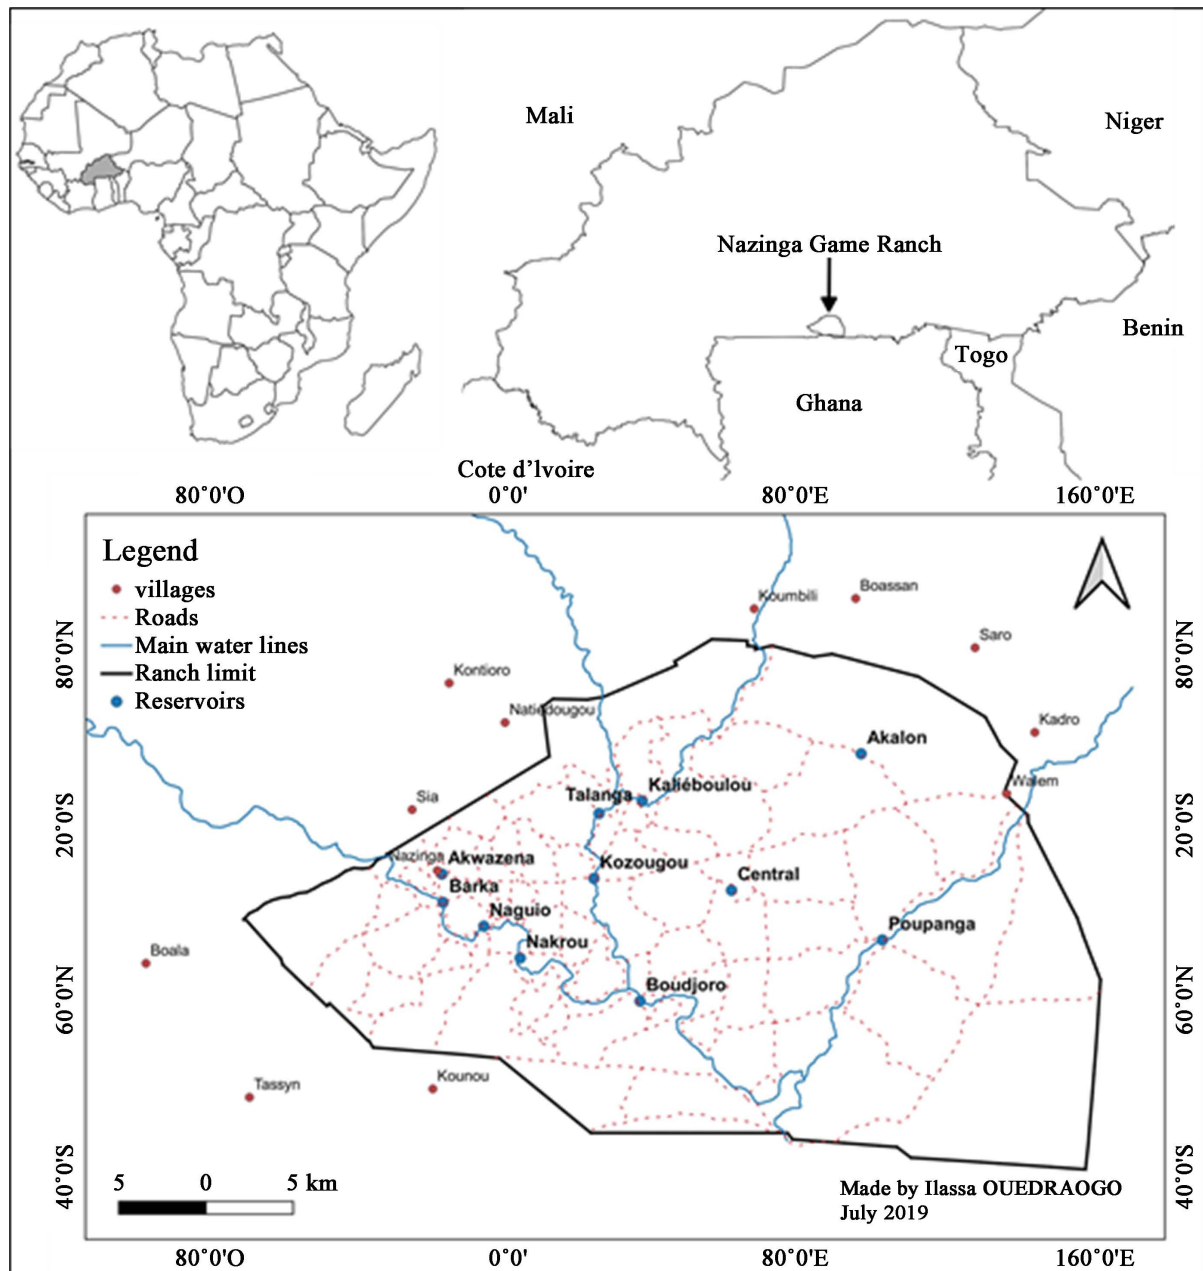 Mali
Niger
Nazinga Game Ranch
Benin
Togo
Ghana
Cote d'Ivoire
80˚0'O 0˚0' 80˚0'E 160˚0'E
Legend
villages
Roads
Main water lines
Ranch limit
Reservoirs
80˚0'N
20˚0'S
60˚0'N
40˚0'S
80˚0'N
20˚0'S
60˚0'N
40˚0'S
Koumbili
Boassan
Saro
Kontioro
Natiédougou
Kadro
Akalon
Walem
Sia
Talanga
Kaliéboulou
Nazinga
Akwazena
Kozougou
Central
Barka
Naguio
Poupanga
Nakrou
Boala
Boudjoro
Tassyn
Kounou
5 0 5 km
Made by Ilassa OUEDRAOGO
July 2019
80˚0'O 0˚0' 80˚0'E 160˚0'E